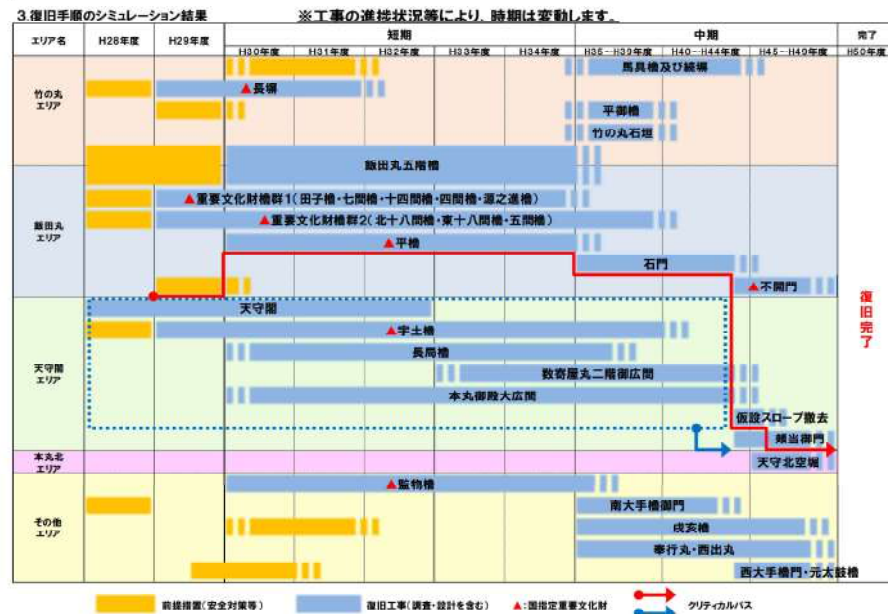 3.復旧手順のシミュレーション結果
※工事の進捗状況等により、時期は変動します。
エリア名
H28年度
H29年度
短期
中期
完了
H30年度
H31年度
H32年度
H33年度
H34年度
H35～H39年度
H40～H44年度
H45～H49年度
H50年度
竹の丸
エリア
馬具櫓及び続塀
▲長塀
平御櫓
竹の丸石垣
飯田丸五階櫓
飯田丸
エリア
▲重要文化財櫓群1(田子櫓・七間櫓・十四間櫓・四間櫓・源之進櫓)
▲重要文化財櫓群2(北十八間櫓・東十八間櫓・五間櫓)
▲平櫓
石門
▲不開門
復旧完了
天守閣
エリア
天守閣
▲宇土櫓
長局櫓
数寄屋丸二階御広間
本丸御殿大広間
仮設スロープ撤去
頬当御門
本丸北
エリア
天守北空堀
その他
エリア
▲監物櫓
南大手櫓御門
戌亥櫓
奉行丸・西出丸
西大手櫓門・元太鼓櫓
前提措置(安全対策等)
復旧工事(調査・設計を含む)
▲:国指定重要文化財
クリティカルパス